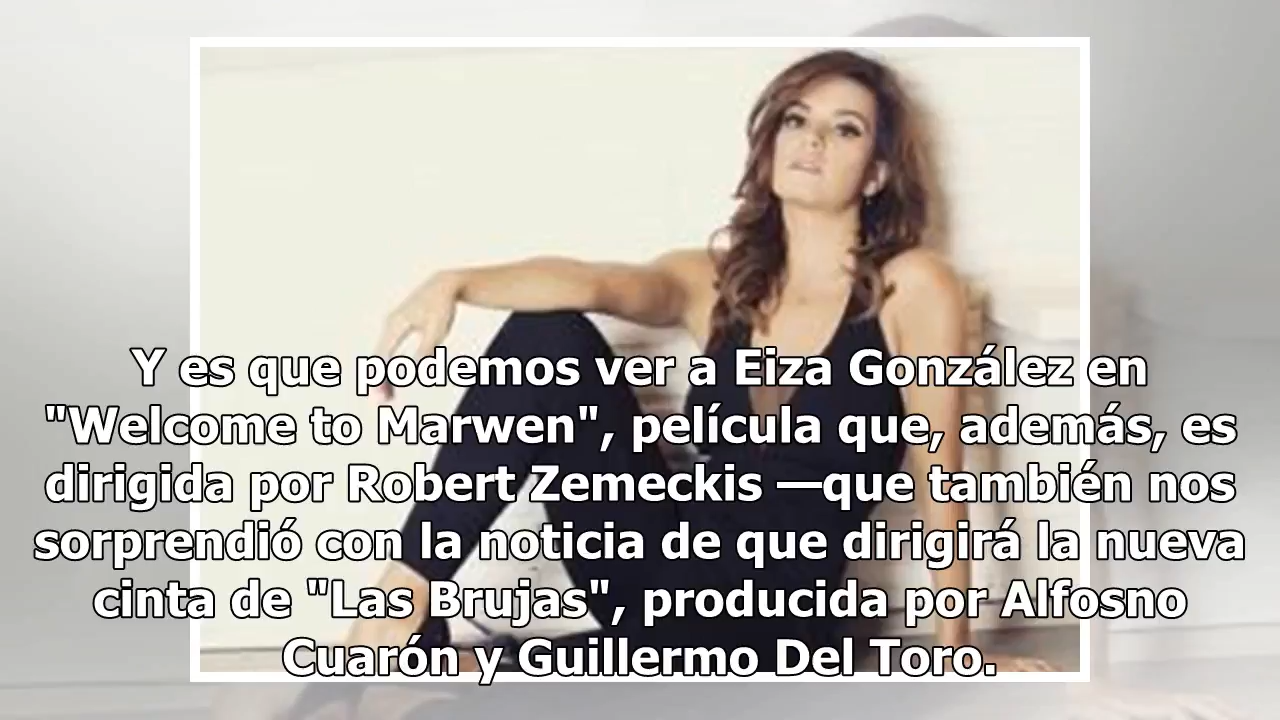 Y es que podemos ver a Eiza González en
"Welcome to Marwen", película que, además, es
dirigida por Robert Zemeckis —que también nos
sorprendió con la noticia de que dirigirá la nueva
cinta de "Las Brujas", producida por Alfosno
Cuarón y Guillermo Del Toro.